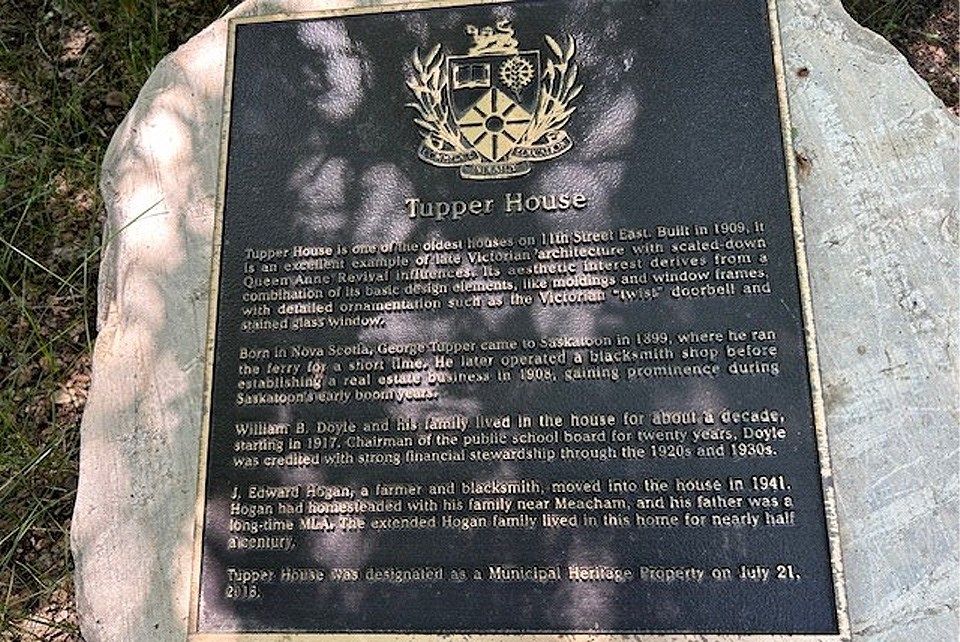 COMMERCE INDUSTRY EDUCATION
Tupper House
Tupper House is one of the oldest houses on 11th Street East. Built in 1909, it
is an excellent example of late Victorian architecture with scaled-down
Queen Anne Revival influences. Its aesthetic interest derives from a
combination of its basic design elements, like moldings and window frames,
with detailed ornamentation such as the Victorian "twist" doorbell and
stained glass window.
Born in Nova Scotia, George Tupper came to Saskatoon in 1899, where he ran
the ferry for a short time. He later operated a blacksmith shop before
establishing a real estate business in 1908, gaining prominence during
Saskatoon's early boom years.
William B. Doyle and his family lived in the house for about a decade,
starting in 1917. Chairman of the public school board for twenty years, Doyle
was credited with strong financial stewardship through the 1920s and 1930s.
J. Edward Hogan, a farmer and blacksmith, moved into the house in 1941.
Hogan had homesteaded with his family near Meacham, and his father was a
long-time MLA. The extended Hogan family lived in this home for nearly half
a century.
Tupper House was designated as a Municipal Heritage Property on July 21,